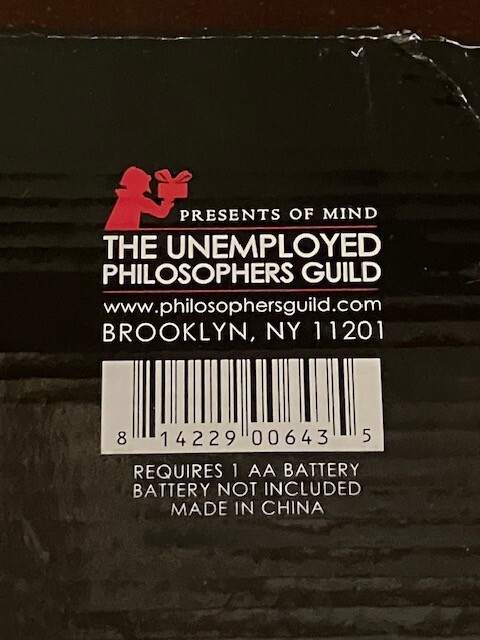 PRESENTS OF MIND
THE UNEMPLOYED
PHILOSOPHERS GUILD
www.philosophersguild.com
BROOKLYN, NY 11201
8 14229 00643 5
REQUIRES 1 AA BATTERY
BATTERY NOT INCLUDED
MADE IN CHINA